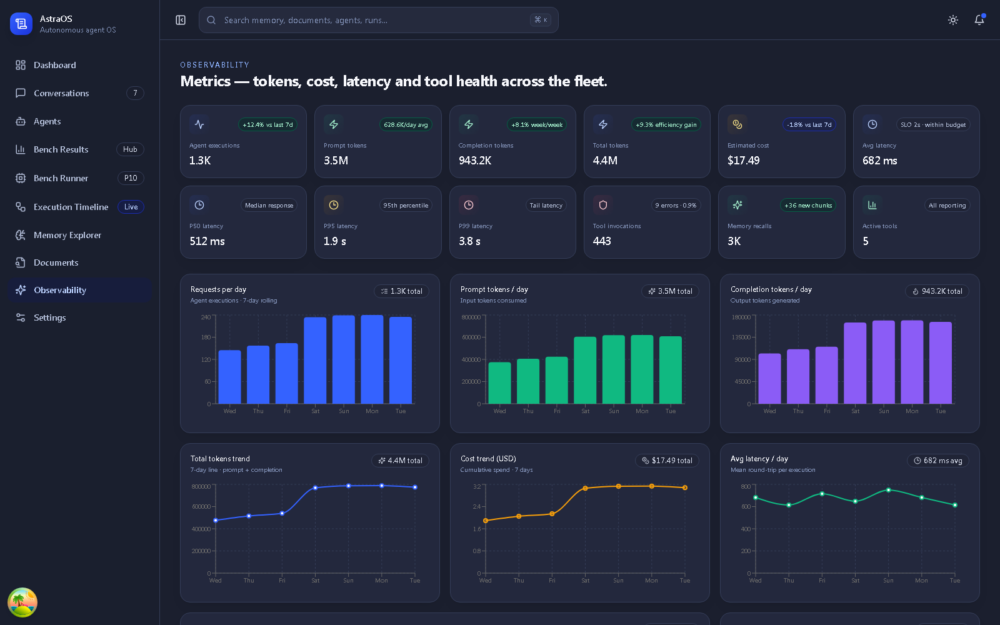 AstraOS
Autonomous agent OS
Dashboard
Conversations 7
Agents
Bench Results Hub
Bench Runner P10
Execution Timeline Live
Memory Explorer
Documents
Observability
Settings
Search memory, documents, agents, runs... ⌘ K
OBSERVABILITY
Metrics — tokens, cost, latency and tool health across the fleet.
+12.4% vs last 7d
Agent executions
1.3K
628.6K/day avg
Prompt tokens
3.5M
+8.1% week/week
Completion tokens
943.2K
+9.3% efficiency gain
Total tokens
4.4M
-1.8% vs last 7d
Estimated cost
$17.49
SLO 2s · within budget
Avg latency
682 ms
Median response
P50 latency
512 ms
95th percentile
P95 latency
1.9 s
Tail latency
P99 latency
3.8 s
9 errors · 0.9%
Tool invocations
443
+36 new chunks
Memory recalls
3K
All reporting
Active tools
5
Requests per day
1.3K total
Agent executions · 7-day rolling
240
180
120
60
0
Wed Thu Fri Sat Sun Mon Tue
Prompt tokens / day
3.5M total
Input tokens consumed
800000
600000
400000
200000
0
Wed Thu Fri Sat Sun Mon Tue
Completion tokens / day
943.2K total
Output tokens generated
180000
135000
90000
45000
0
Wed Thu Fri Sat Sun Mon Tue
Total tokens trend
4.4M total
7-day line · prompt + completion
800000
600000
400000
200000
0
Wed Thu Fri Sat Sun Mon Tue
Cost trend (USD)
$17.49 total
Cumulative spend · 7 days
3.2
2.4
1.6
0.8
0
Wed Thu Fri Sat Sun Mon Tue
Avg latency / day
682 ms avg
Mean round-trip per execution
800
600
400
200
0
Wed Thu Fri Sat Sun Mon Tue